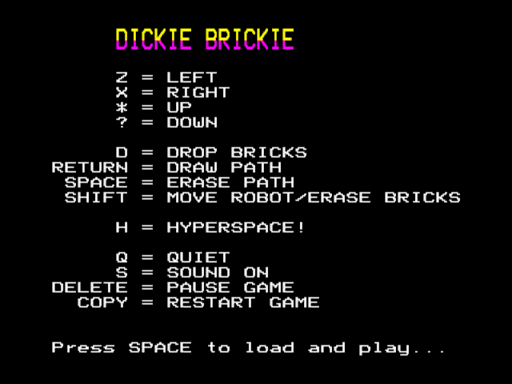 DICKIE BRICKIE
Z = LEFT
X = RIGHT
* = UP
? = DOWN
D = DROP BRICKS
RETURN = DRAW PATH
SPACE = ERASE PATH
SHIFT = MOVE ROBOT/ERASE BRICKS
H = HYPERSPACE!
Q = QUIET
S = SOUND ON
DELETE = PAUSE GAME
COPY = RESTART GAME
Press SPACE to load and play...